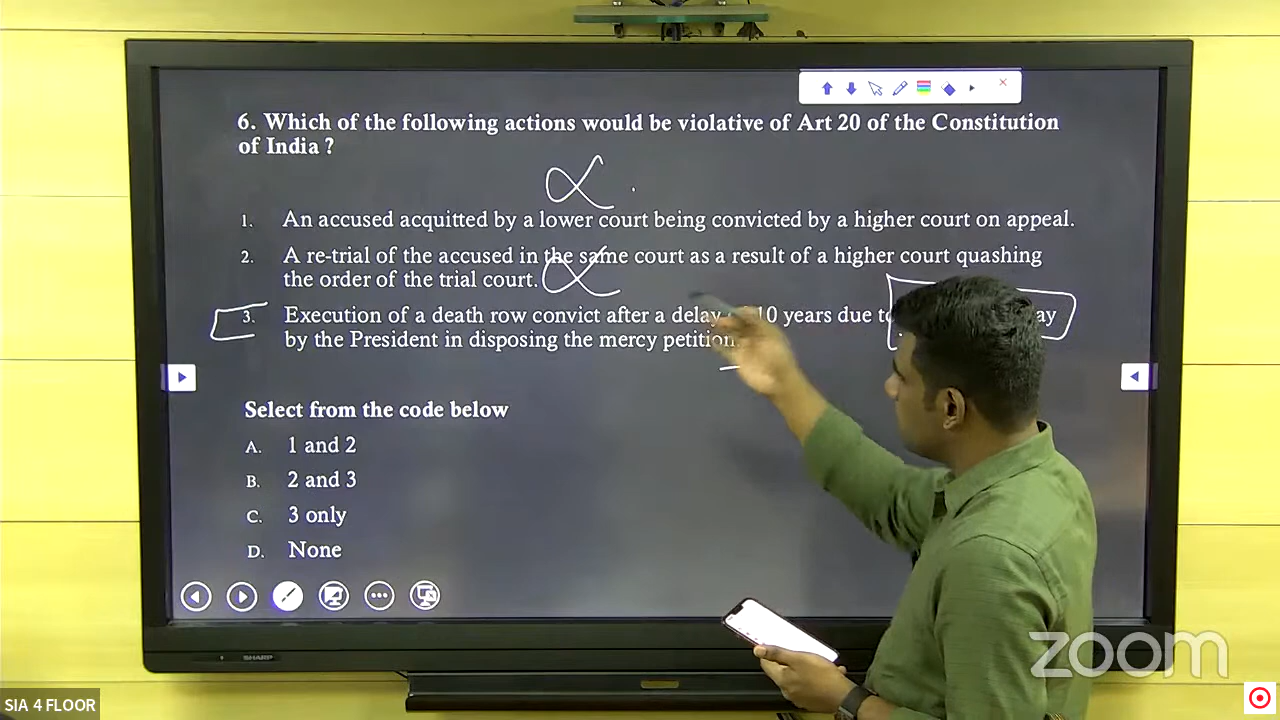 6. Which of the following actions would be violative of Art 20 of the Constitution
of India ?
1. An accused acquitted by a lower court being convicted by a higher court on appeal.
2. A re-trial of the accused in the same court as a result of a higher court quashing
the order of the trial court.
3. Execution of a death row convict after a delay 10 years due to
by the President in disposing the mercy petition
Select from the code below
A. 1 and 2
B. 2 and 3
C. 3 only
D. None
SHARP
zoom
SIA 4 FLOOR